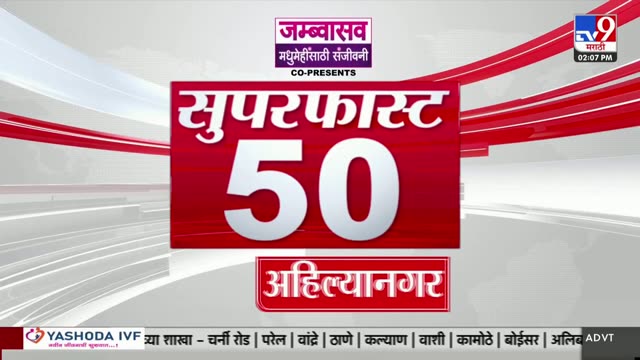 जम्ब्वासव
मधुमेहींसाठी संजीवनी
CO-PRESENTS
TV9
मराठी
02:07 PM
सुपरफास्ट
50
अहिल्यानगर
YASHODA IVF
च्या शाखा – चर्नी रोड | परेल | वांद्रे | ठाणे | कल्याण | वाशी | कामोठे | बोईसर | अलिब
ADVT